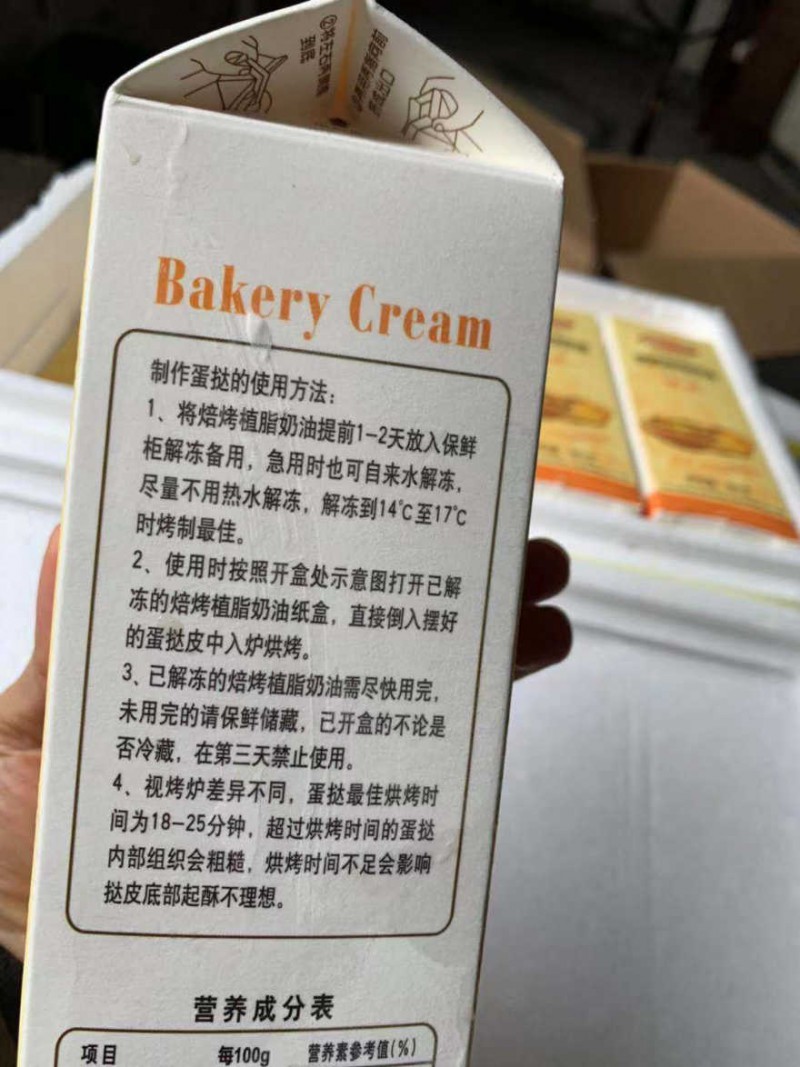 ②将左右两侧翻
到底
Bakery Cream
制作蛋挞的使用方法：
1、将焙烤植脂奶油提前1-2天放入保鲜
柜解冻备用，急用时也可自来水解冻，
尽量不用热水解冻，解冻到14℃至17℃
时烤制最佳。
2、使用时按照开盒处示意图打开已解
冻的焙烤植脂奶油纸盒，直接倒入摆好
的蛋挞皮中入炉烘烤。
3、已解冻的焙烤植脂奶油需尽快用完，
未用完的请保鲜储藏，已开盒的不论是
否冷藏，在第三天禁止使用。
4、视烤炉差异不同，蛋挞最佳烘烤时
间为18-25分钟，超过烘烤时间的蛋挞
内部组织会粗糙，烘烤时间不足会影响
挞皮底部起酥不理想。
营养成分表
项目 每100g 营养素参考值(%)